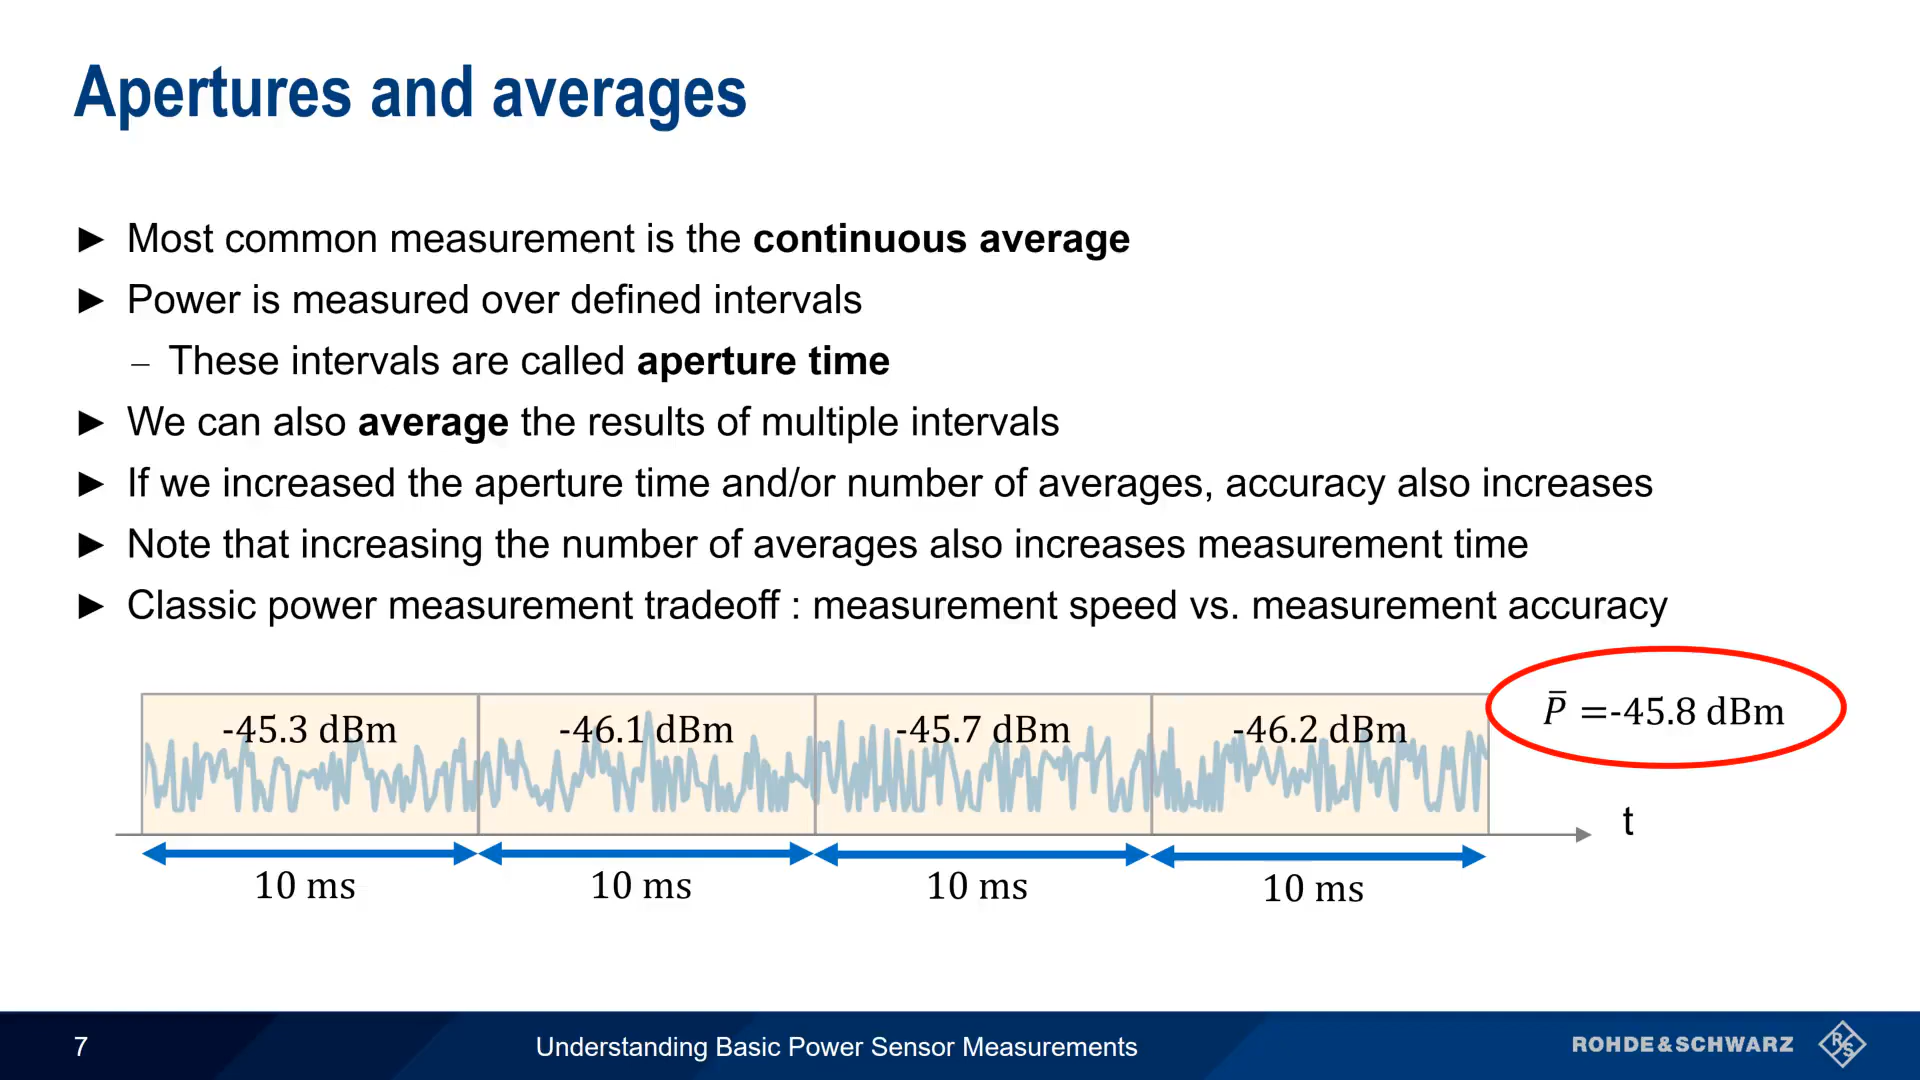 Apertures and averages
► Most common measurement is the continuous average
► Power is measured over defined intervals
– These intervals are called aperture time
► We can also average the results of multiple intervals
► If we increased the aperture time and/or number of averages, accuracy also increases
► Note that increasing the number of averages also increases measurement time
► Classic power measurement tradeoff : measurement speed vs. measurement accuracy
-45.3 dBm -46.1 dBm -45.7 dBm -46.2 dBm P̅ =-45.8 dBm
t
10 ms 10 ms 10 ms 10 ms
7 Understanding Basic Power Sensor Measurements ROHDE&SCHWARZ R&S